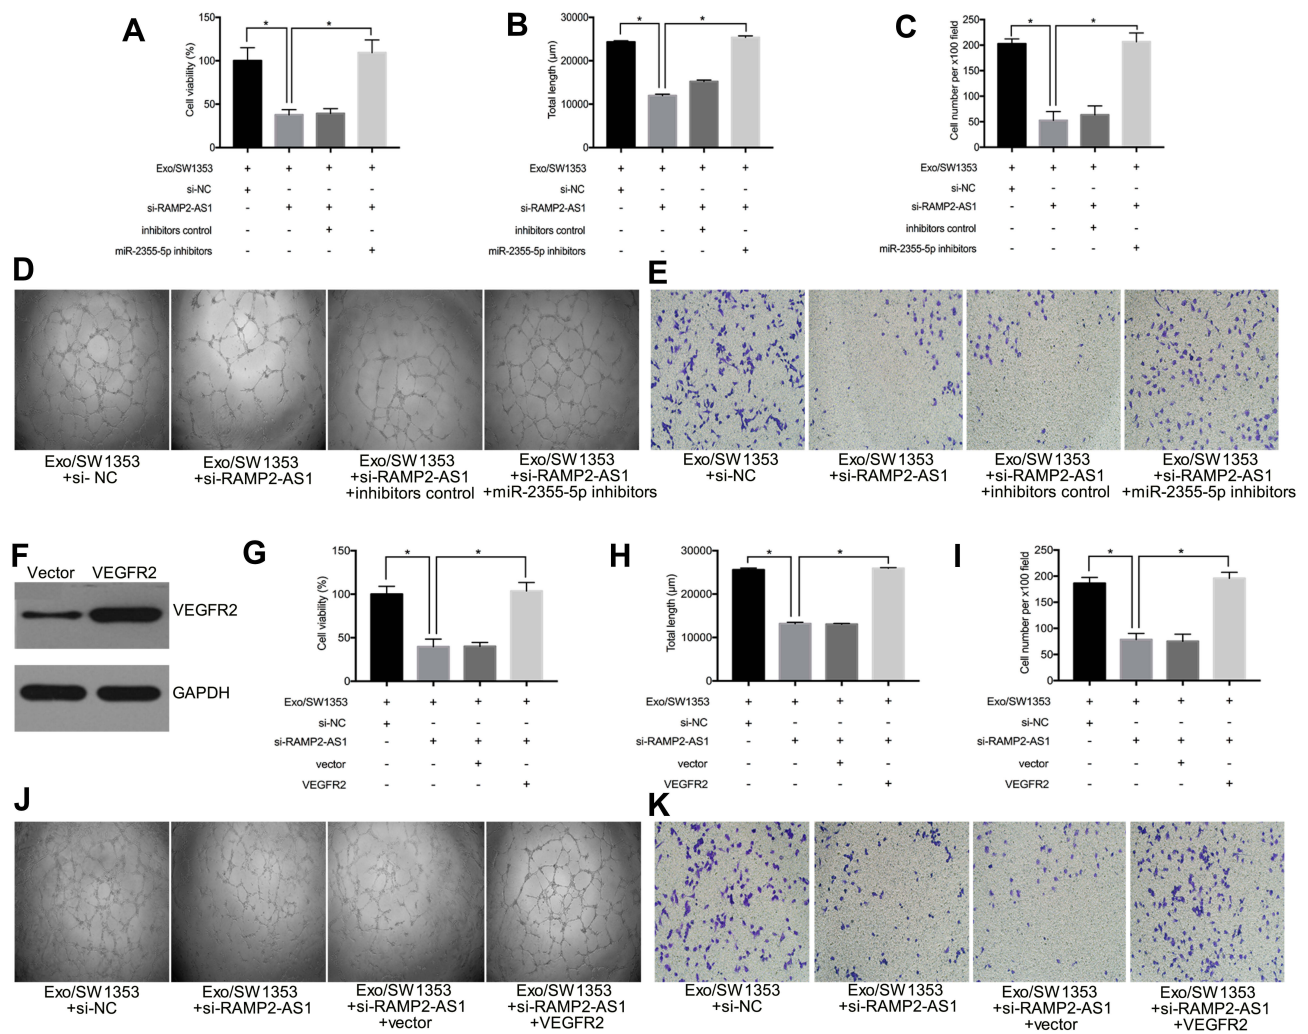 A
Cell viability (%)
150
100
50
0
* *
Exo/SW1353 + + + +
si-NC + - - -
si-RAMP2-AS1 - + + +
inhibitors control - - + -
miR-2355-5p inhibitors - - - +
B
Total length (μm)
30000
20000
10000
0
* *
Exo/SW1353 + + + +
si-NC + - - -
si-RAMP2-AS1 - + + +
inhibitors control - - + -
miR-2355-5p inhibitors - - - +
C
Cell number per x100 field
250
200
150
100
50
0
* *
Exo/SW1353 + + + +
si-NC + - - -
si-RAMP2-AS1 - + + +
inhibitors control - - + -
miR-2355-5p inhibitors - - - +
D
Exo/SW1353
+si- NC
Exo/SW1353
+si-RAMP2-AS1
Exo/SW1353
+si-RAMP2-AS1
+inhibitors control
Exo/SW1353
+si-RAMP2-AS1
+miR-2355-5p inhibitors
E
Exo/SW1353
+si-NC
Exo/SW1353
+si-RAMP2-AS1
Exo/SW1353
+si-RAMP2-AS1
+inhibitors control
Exo/SW1353
+si-RAMP2-AS1
+miR-2355-5p inhibitors
F
Vector VEGFR2
VEGFR2
GAPDH
G
Cell viability (%)
150
100
50
0
* *
Exo/SW1353 + + + +
si-NC + - - -
si-RAMP2-AS1 - + + +
vector - - + -
VEGFR2 - - - +
H
Total length (μm)
30000
20000
10000
0
* *
Exo/SW1353 + + + +
si-NC + - - -
si-RAMP2-AS1 - + + +
vector - - + -
VEGFR2 - - - +
I
Cell number per x100 field
250
200
150
100
50
0
* *
Exo/SW1353 + + + +
si-NC + - - -
si-RAMP2-AS1 - + + +
vector - - + -
VEGFR2 - - - +
J
Exo/SW1353
+si-NC
Exo/SW1353
+si-RAMP2-AS1
Exo/SW1353
+si-RAMP2-AS1
+vector
Exo/SW1353
+si-RAMP2-AS1
+VEGFR2
K
Exo/SW1353
+si-NC
Exo/SW1353
+si-RAMP2-AS1
Exo/SW1353
+si-RAMP2-AS1
+vector
Exo/SW1353
+si-RAMP2-AS1
+VEGFR2